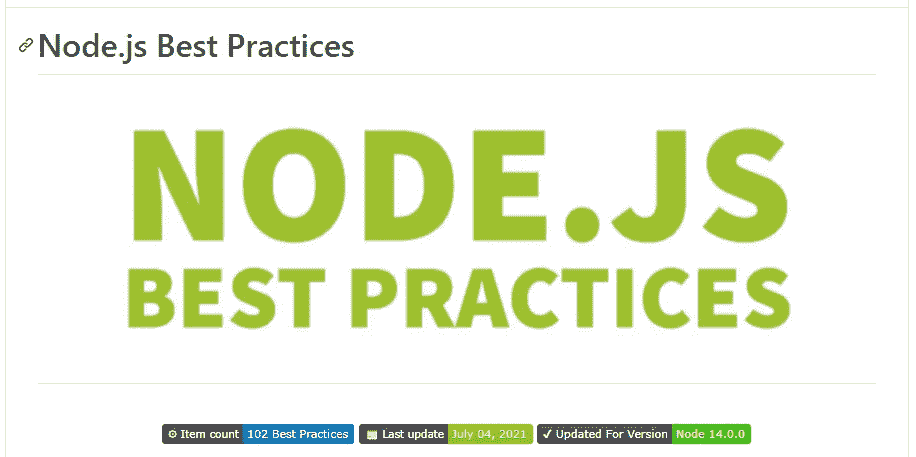 Node.js Best Practices
NODE.JS
BEST PRACTICES
Item count 102 Best Practices Last update July 04, 2021 ✔ Updated For Version Node 14.0.0